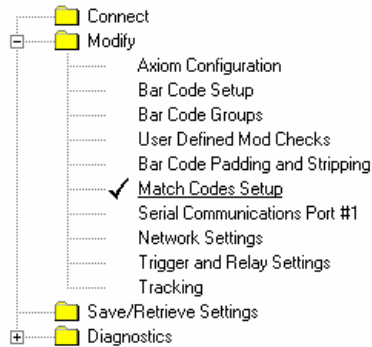 Connect
Modify
Axiom Configuration
Bar Code Setup
Bar Code Groups
User Defined Mod Checks
Bar Code Padding and Stripping
Match Codes Setup
Serial Communications Port #1
Network Settings
Trigger and Relay Settings
Tracking
Save/Retrieve Settings
Diagnostics